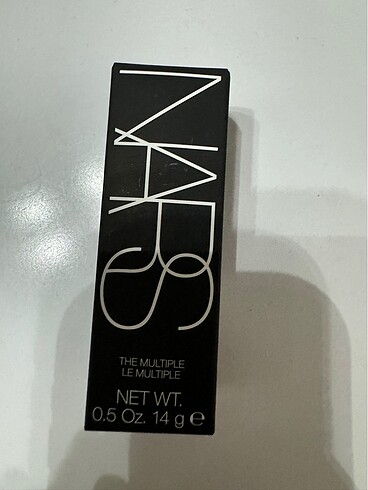 NARS
THE MULTIPLE
LE MULTIPLE
NET WT.
0.5 Oz. 14 g ℮